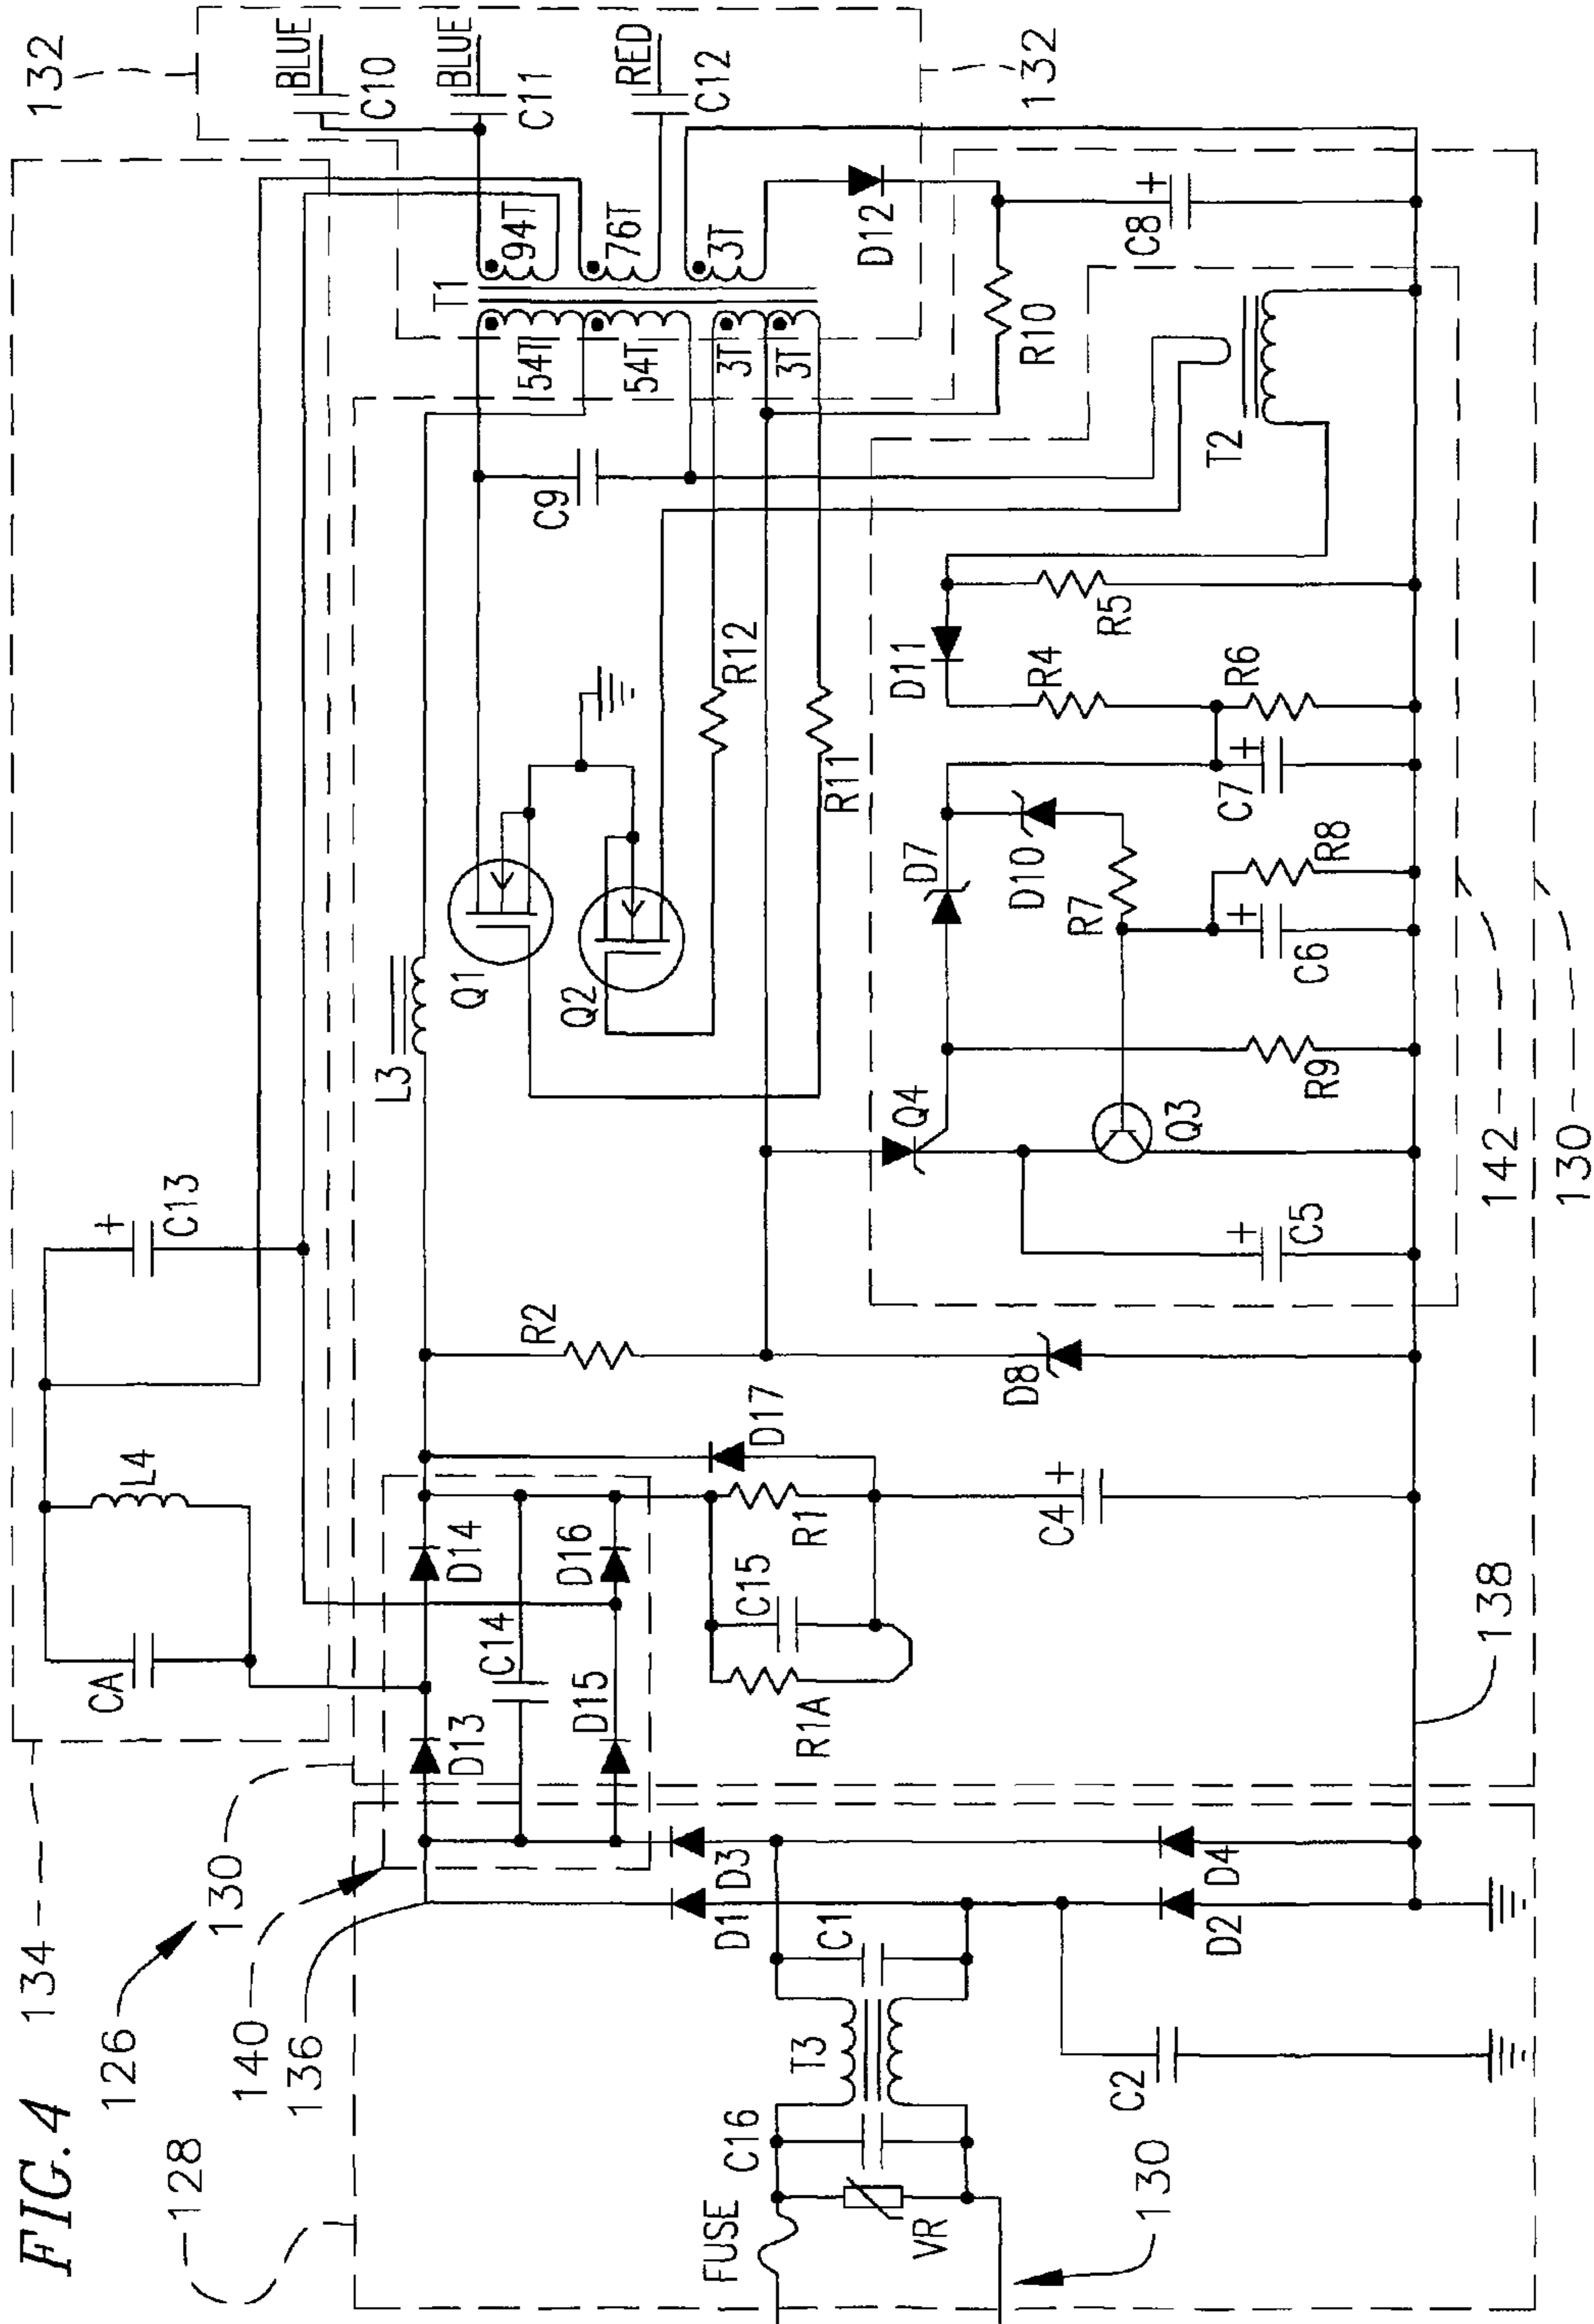 FIG.4
126
128
130
140
136
134
132
BLUE
C10
BLUE
C11
RED
C12
132
CA
L4
C13
+
T1
94T
76T
3T
54T
54T
3T
3T
D12
+
C8
R10
L3
Q1
Q2
C9
R12
R11
T2
D13
D14
C14
D15
D16
D17
R1
C15
R1A
C4
+
R2
D8
Q4
D7
D10
D11
R4
R5
R6
R7
+
C7
R8
+
C6
R9
Q3
+
C5
142
130
138
FUSE
VR
C16
T3
C1
D1
D3
D2
D4
C2
130